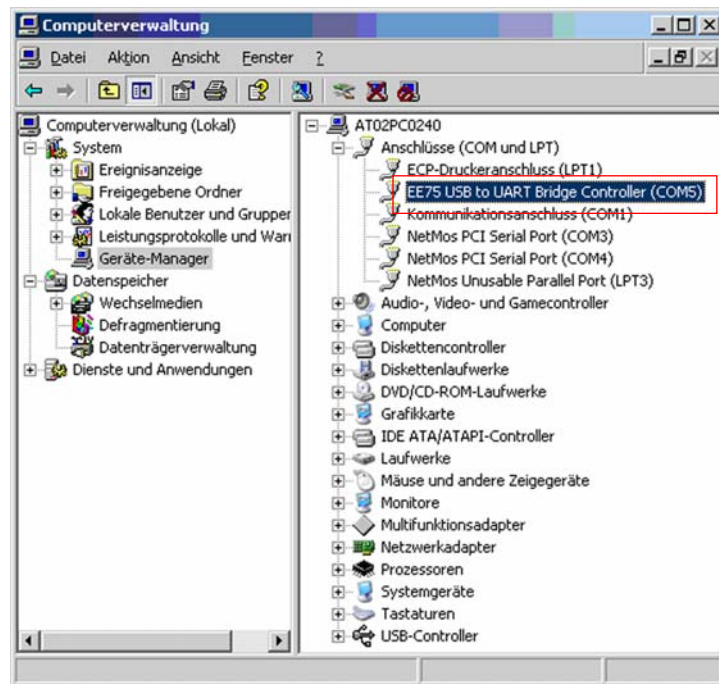 Computerverwaltung
Datei Aktion Ansicht Fenster ?
Computerverwaltung (Lokal)
System
Ereignisanzeige
Freigegebene Ordner
Lokale Benutzer und Gruppen
Leistungsprotokolle und Warn
Geräte-Manager
Datenspeicher
Wechselmedien
Defragmentierung
Datenträgerverwaltung
Dienste und Anwendungen
AT02PC0240
Anschlüsse (COM und LPT)
ECP-Druckeranschluss (LPT1)
EE75 USB to UART Bridge Controller (COM5)
Kommunikationsanschluss (COM1)
NetMos PCI Serial Port (COM3)
NetMos PCI Serial Port (COM4)
NetMos Unusable Parallel Port (LPT3)
Audio-, Video- und Gamecontroller
Computer
Diskettencontroller
Diskettenlaufwerke
DVD/CD-ROM-Laufwerke
Grafikkarte
IDE ATA/ATAPI-Controller
Laufwerke
Mäuse und andere Zeigegeräte
Monitore
Multifunktionsadapter
Netzwerkadapter
Prozessoren
Systemgeräte
Tastaturen
USB-Controller